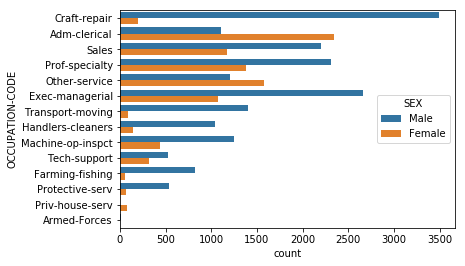 OCCUPATION-CODE
Craft-repair
Adm-clerical
Sales
Prof-specialty
Other-service
Exec-managerial
Transport-moving
Handlers-cleaners
Machine-op-inspct
Tech-support
Farming-fishing
Protective-serv
Priv-house-serv
Armed-Forces
SEX
Male
Female
0 500 1000 1500 2000 2500 3000 3500
count